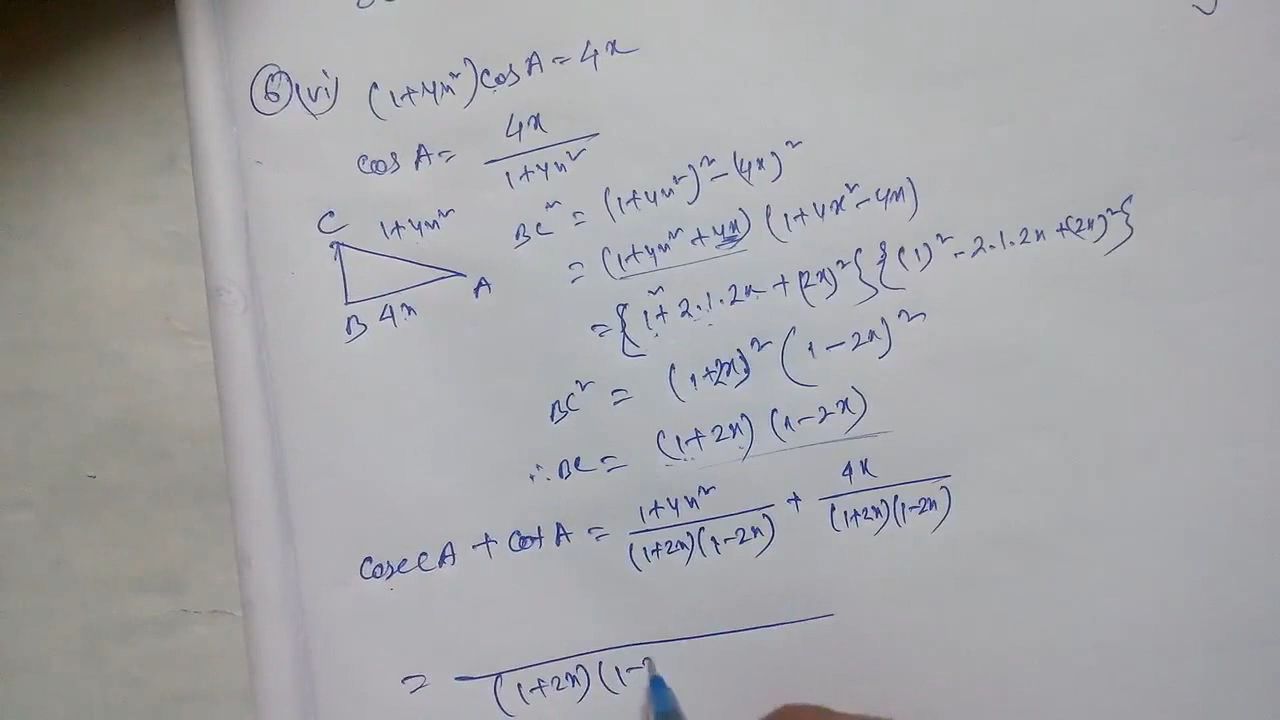 6 (vi) (1+4x²) cos A = 4x
cos A = 4x / 1+4x²
C 1+4x²
B 4x A
BC² = (1+4x²)² - (4x)²
= (1+4x² + 4x) (1+4x² - 4x)
= {1² + 2.1.2x + (2x)²} {(1)² - 2.1.2x + (2x)²}
BC² = (1+2x)² (1-2x)²
∴ BC = (1+2x) (1-2x)
cosec A + cot A = 1+4x² / (1+2x)(1-2x) + 4x / (1+2x)(1-2x)
= / (1+2x) (1-